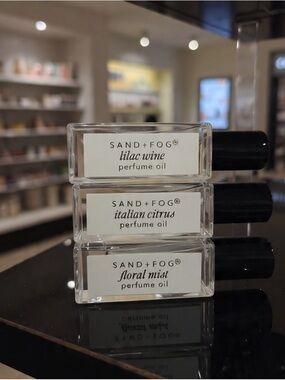 SAND+FOG®
lilac wine
perfume oil
SAND+FOG®
italian citrus
perfume oil
SAND+FOG®
floral mist
perfume oil